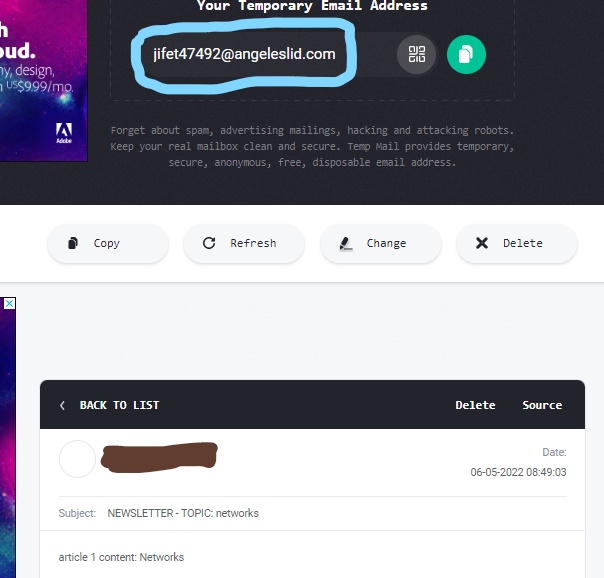 Your Temporary Email Address
oud.
ny, design,
US$9.99/mo.
jifet47492@angeleslid.com
Adobe
Forget about spam, advertising mailings, hacking and attacking robots.
Keep your real mailbox clean and secure. Temp Mail provides temporary,
secure, anonymous, free, disposable email address.
Copy
Refresh
Change
Delete
BACK TO LIST
Delete
Source
Date:
06-05-2022 08:49:03
Subject: NEWSLETTER - TOPIC: networks
article 1 content: Networks